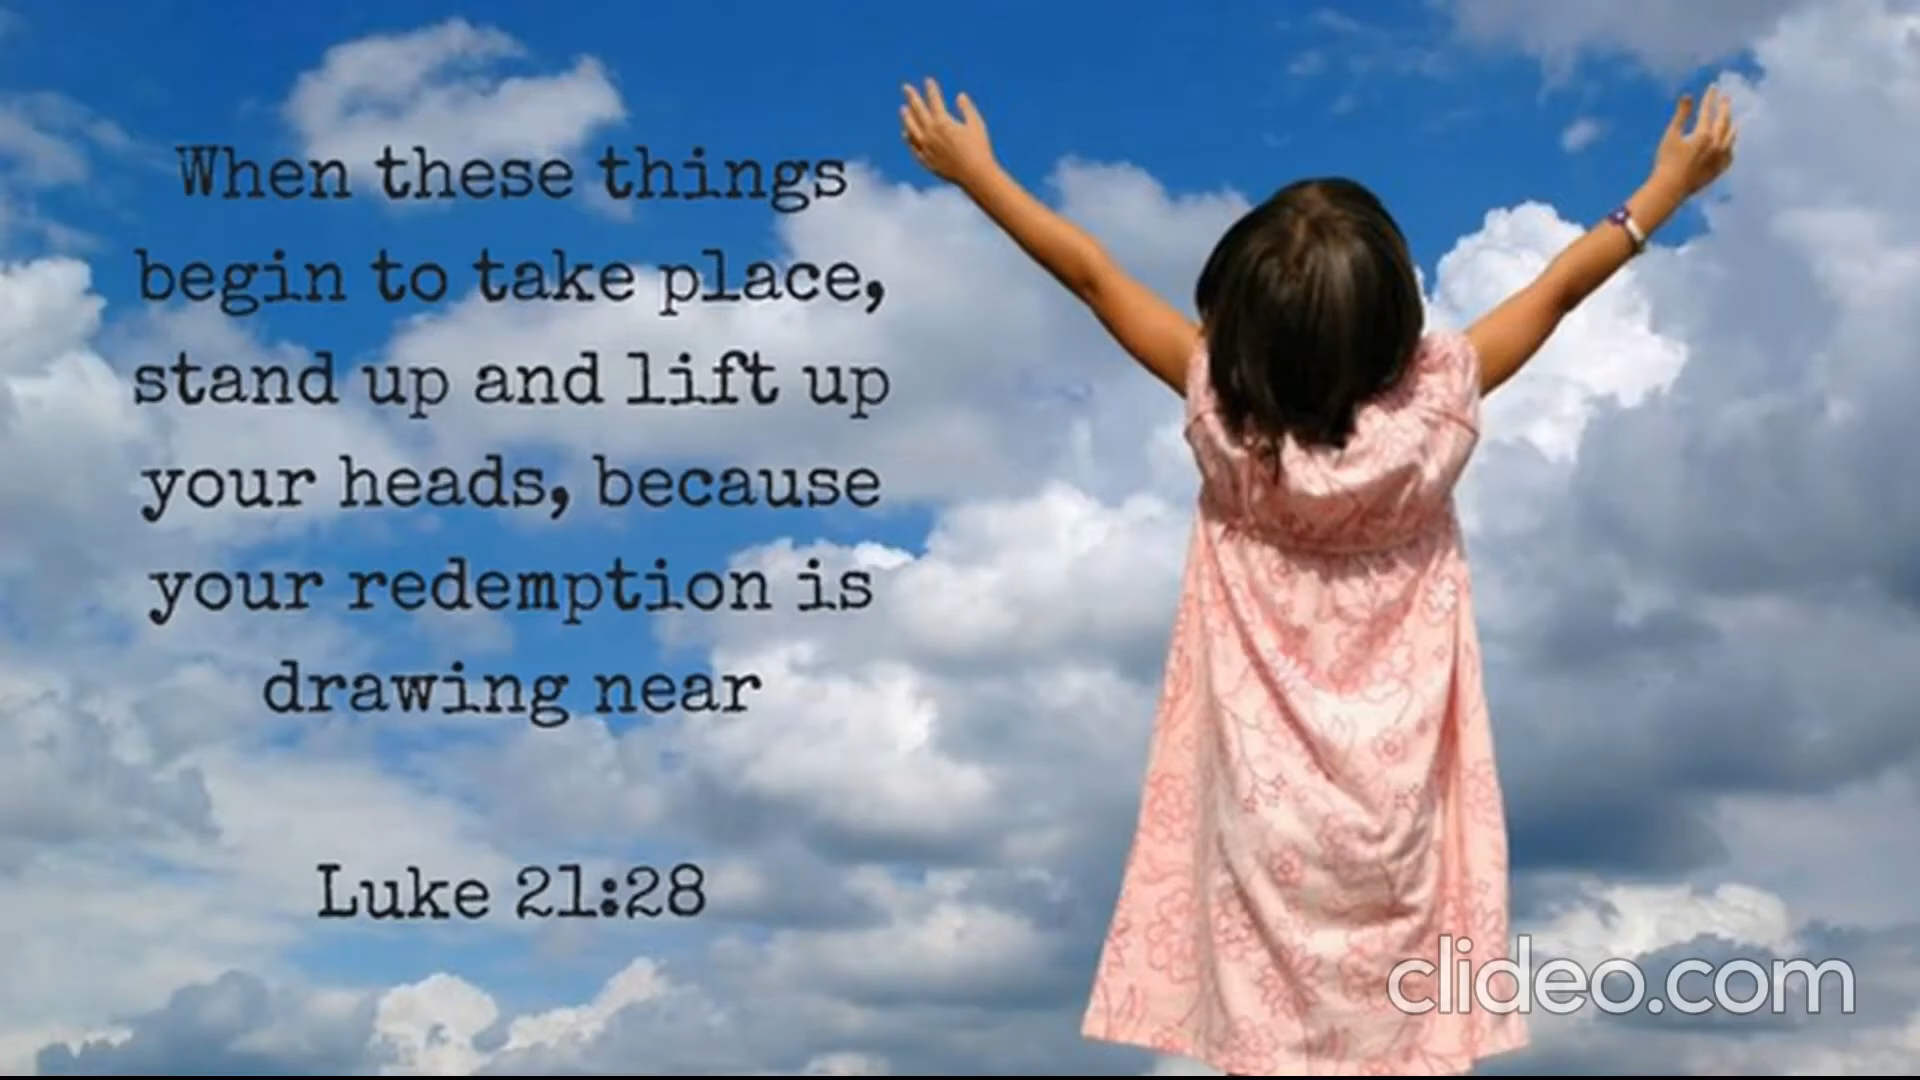 When these things
begin to take place,
stand up and lift up
your heads, because
your redemption is
drawing near
Luke 21:28
clideo.com